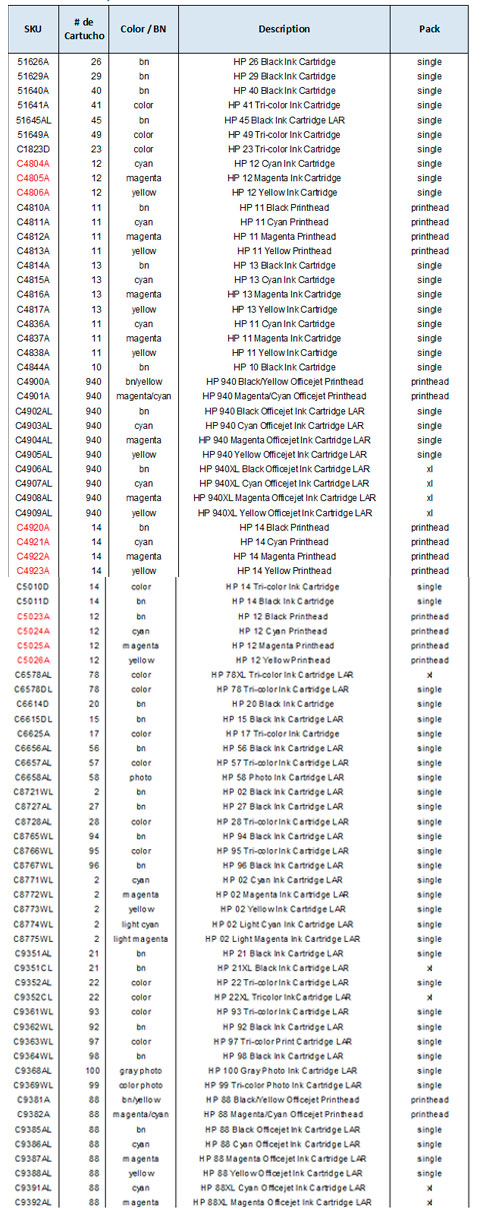 SKU # de Cartucho Color / BN Description Pack
51626A 26 bn HP 26 Black Ink Cartridge single
51629A 29 bn HP 29 Black Ink Cartridge single
51640A 40 bn HP 40 Black Ink Cartridge single
51641A 41 color HP 41 Tri-color Ink Cartridge single
51645AL 45 bn HP 45 Black Ink Cartridge LAR single
51649A 49 color HP 49 Tri-color Ink Cartridge single
C1823D 23 color HP 23 Tri-color Ink Cartridge single
C4804A 12 cyan HP 12 Cyan Ink Cartridge single
C4805A 12 magenta HP 12 Magenta Ink Cartridge single
C4806A 12 yellow HP 12 Yellow Ink Cartridge single
C4810A 11 bn HP 11 Black Printhead printhead
C4811A 11 cyan HP 11 Cyan Printhead printhead
C4812A 11 magenta HP 11 Magenta Printhead printhead
C4813A 11 yellow HP 11 Yellow Printhead printhead
C4814A 13 bn HP 13 Black Ink Cartridge single
C4815A 13 cyan HP 13 Cyan Ink Cartridge single
C4816A 13 magenta HP 13 Magenta Ink Cartridge single
C4817A 13 yellow HP 13 Yellow Ink Cartridge single
C4836A 11 cyan HP 11 Cyan Ink Cartridge single
C4837A 11 magenta HP 11 Magenta Ink Cartridge single
C4838A 11 yellow HP 11 Yellow Ink Cartridge single
C4844A 10 bn HP 10 Black Ink Cartridge single
C4900A 940 bn/yellow HP 940 Black/Yellow Officejet Printhead printhead
C4901A 940 magenta/cyan HP 940 Magenta/Cyan Officejet Printhead printhead
C4902AL 940 bn HP 940 Black Officejet Ink Cartridge LAR single
C4903AL 940 cyan HP 940 Cyan Officejet Ink Cartridge LAR single
C4904AL 940 magenta HP 940 Magenta Officejet Ink Cartridge LAR single
C4905AL 940 yellow HP 940 Yellow Officejet Ink Cartridge LAR single
C4906AL 940 bn HP 940XL Black Officejet Ink Cartridge LAR xl
C4907AL 940 cyan HP 940XL Cyan Officejet Ink Cartridge LAR xl
C4908AL 940 magenta HP 940XL Magenta Officejet Ink Cartridge LAR xl
C4909AL 940 yellow HP 940XL Yellow Officejet Ink Cartridge LAR xl
C4920A 14 bn HP 14 Black Printhead printhead
C4921A 14 cyan HP 14 Cyan Printhead printhead
C4922A 14 magenta HP 14 Magenta Printhead printhead
C4923A 14 yellow HP 14 Yellow Printhead printhead
C5010D 14 color HP 14 Tri-color Ink Cartridge single
C5011D 14 bn HP 14 Black Ink Cartridge single
C5023A 12 bn HP 12 Black Printhead printhead
C5024A 12 cyan HP 12 Cyan Printhead printhead
C5025A 12 magenta HP 12 Magenta Printhead printhead
C5026A 12 yellow HP 12 Yellow Printhead printhead
C6578AL 78 color HP 78XL Tri-color Ink Cartridge LAR xl
C6578DL 78 color HP 78 Tri-color Ink Cartridge LAR single
C6614D 20 bn HP 20 Black Ink Cartridge single
C6615DL 15 bn HP 15 Black Ink Cartridge LAR single
C6625A 17 color HP 17 Tri-color Ink Cartridge single
C6656AL 56 bn HP 56 Black Ink Cartridge LAR single
C6657AL 57 color HP 57 Tri-color Ink Cartridge LAR single
C6658AL 58 photo HP 58 Photo Ink Cartridge LAR single
C8721WL 2 bn HP 02 Black Ink Cartridge LAR single
C8727AL 27 bn HP 27 Black Ink Cartridge LAR single
C8728AL 28 color HP 28 Tri-color Ink Cartridge LAR single
C8765WL 94 bn HP 94 Black Ink Cartridge LAR single
C8766WL 95 color HP 95 Tri-color Ink Cartridge LAR single
C8767WL 96 bn HP 96 Black Ink Cartridge LAR single
C8771WL 2 cyan HP 02 Cyan Ink Cartridge LAR single
C8772WL 2 magenta HP 02 Magenta Ink Cartridge LAR single
C8773WL 2 yellow HP 02 Yellow Ink Cartridge LAR single
C8774WL 2 light cyan HP 02 Light Cyan Ink Cartridge LAR single
C8775WL 2 light magenta HP 02 Light Magenta Ink Cartridge LAR single
C9351AL 21 bn HP 21 Black Ink Cartridge LAR single
C9351CL 21 bn HP 21XL Black Ink Cartridge LAR xl
C9352AL 22 color HP 22 Tri-color Ink Cartridge LAR single
C9352CL 22 color HP 22XL Tricolor Ink Cartridge LAR xl
C9361WL 93 color HP 93 Tri-color Ink Cartridge LAR single
C9362WL 92 bn HP 92 Black Ink Cartridge LAR single
C9363WL 97 color HP 97 Tri-color Print Cartridge LAR single
C9364WL 98 bn HP 98 Black Ink Cartridge LAR single
C9368AL 100 gray photo HP 100 Gray Photo Ink Cartridge LAR single
C9369WL 99 color photo HP 99 Tri-color Photo Ink Cartridge LAR single
C9381A 88 bn/yellow HP 88 Black/Yellow Officejet Printhead printhead
C9382A 88 magenta/cyan HP 88 Magenta/Cyan Officejet Printhead printhead
C9385AL 88 bn HP 88 Black Officejet Ink Cartridge LAR single
C9386AL 88 cyan HP 88 Cyan Officejet Ink Cartridge LAR single
C9387AL 88 magenta HP 88 Magenta Officejet Ink Cartridge LAR single
C9388AL 88 yellow HP 88 Yellow Officejet Ink Cartridge LAR single
C9391AL 88 cyan HP 88XL Cyan Officejet Ink Cartridge LAR xl
C9392AL 88 magenta HP 88XL Magenta Officejet Ink Cartridge LAR xl